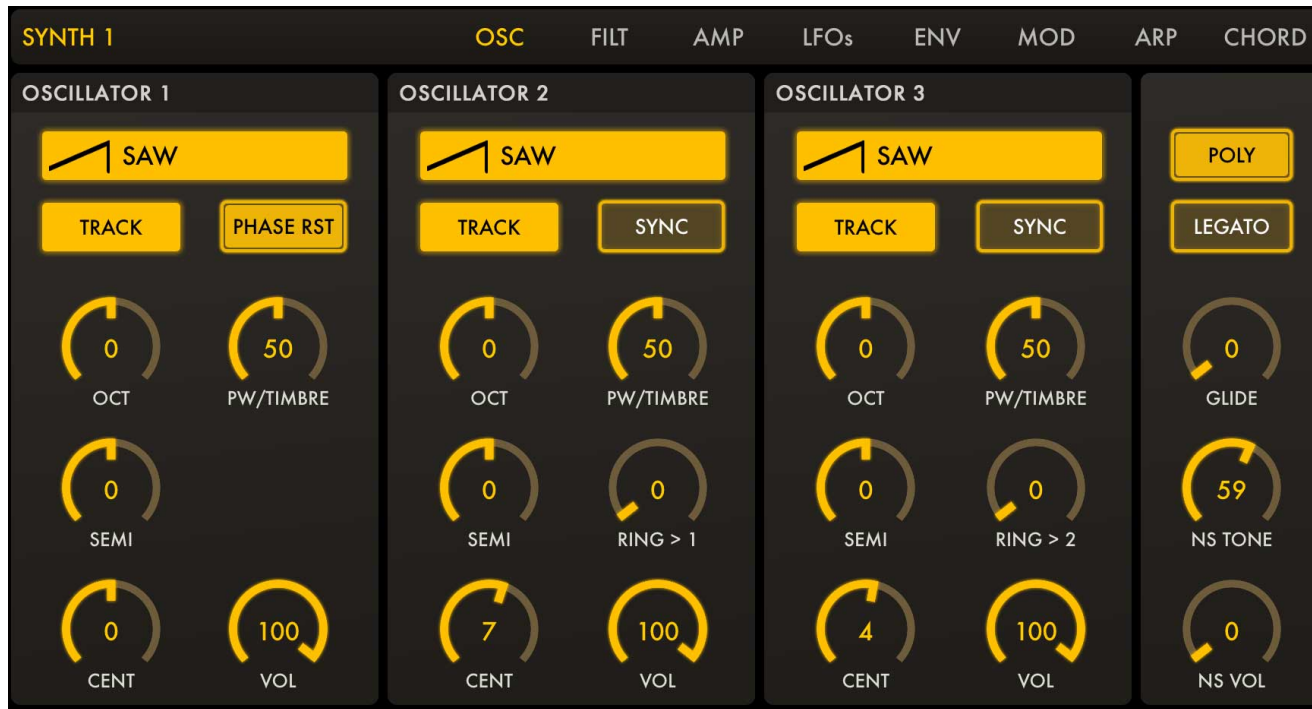 SYNTH 1 OSC FILT AMP LFOs ENV MOD ARP CHORD
OSCILLATOR 1 OSCILLATOR 2 OSCILLATOR 3
SAW SAW SAW POLY
TRACK PHASE RST TRACK SYNC TRACK SYNC LEGATO
0 50 0 50 0 50 0
OCT PW/TIMBRE OCT PW/TIMBRE OCT PW/TIMBRE GLIDE
0 0 0 0 0 59
SEMI SEMI RING > 1 SEMI RING > 2 NS TONE
0 100 7 100 4 100 0
CENT VOL CENT VOL CENT VOL NS VOL